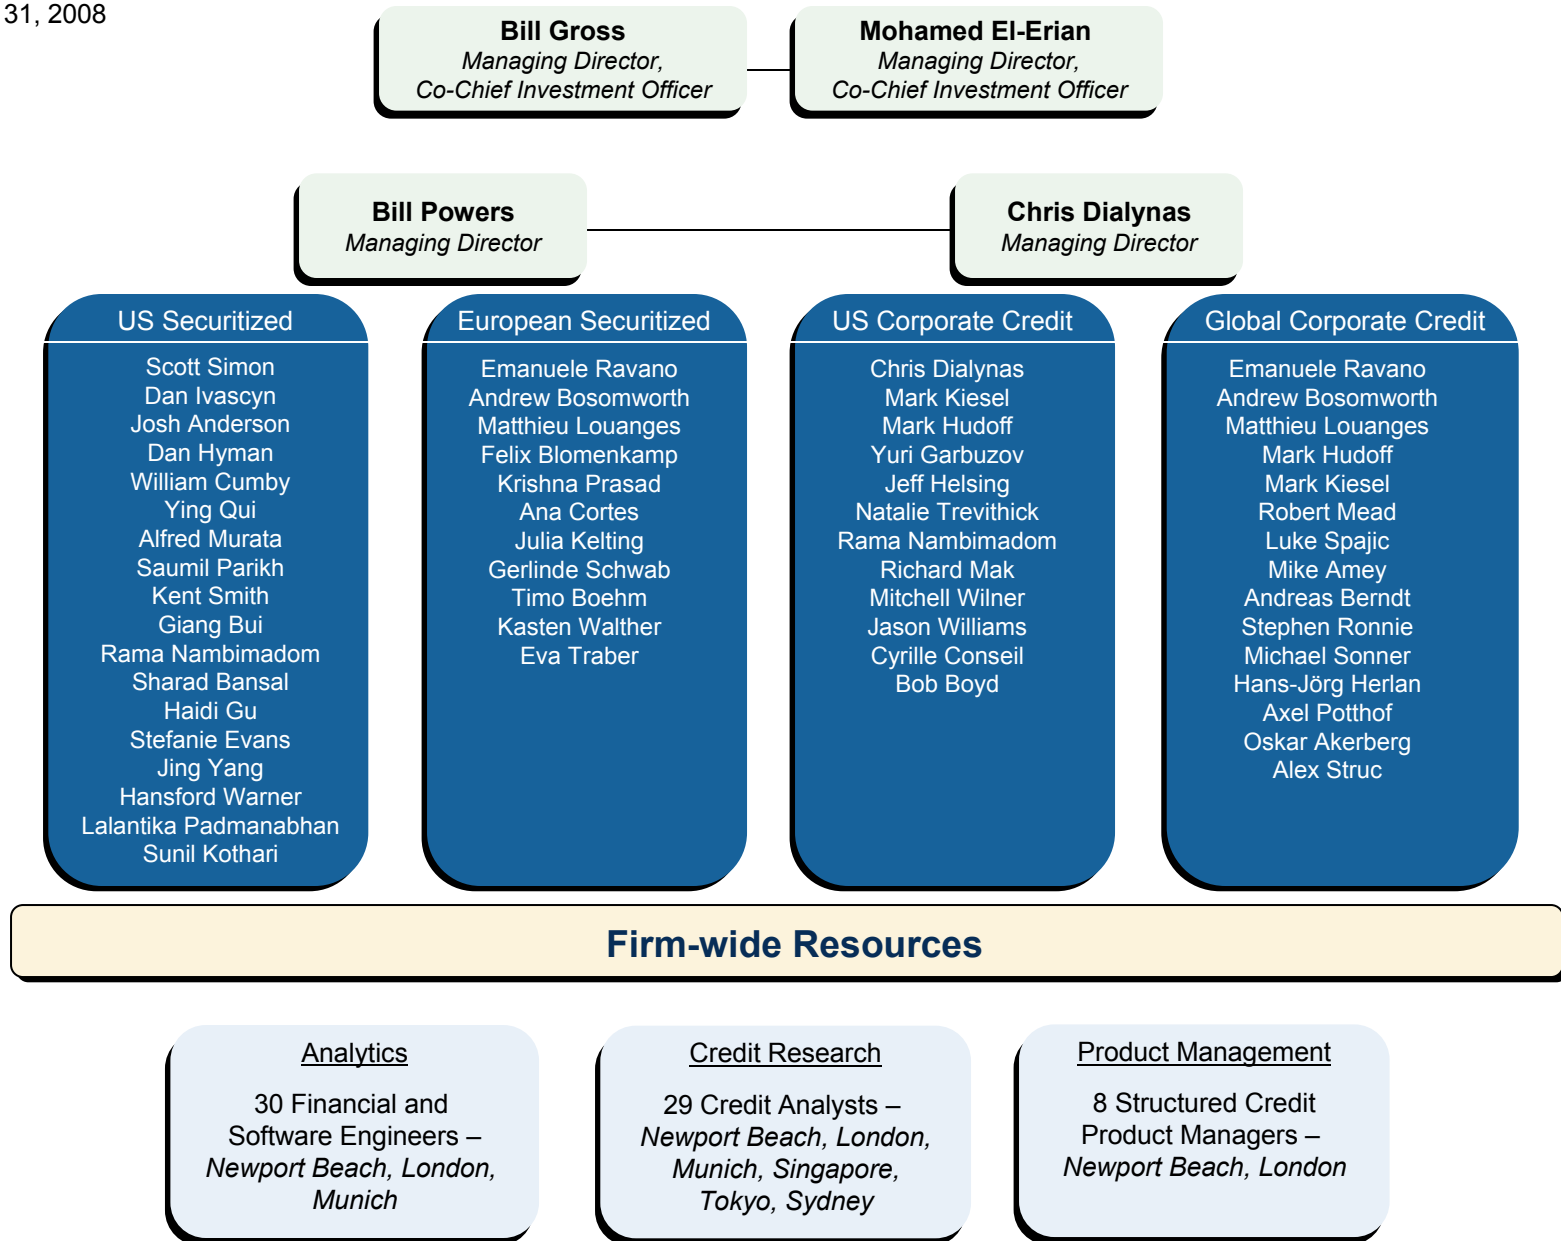 31, 2008
Bill Gross
Managing Director,
Co-Chief Investment Officer
Mohamed El-Erian
Managing Director,
Co-Chief Investment Officer
Bill Powers
Managing Director
Chris Dialynas
Managing Director
US Securitized
Scott Simon
Dan Ivascyn
Josh Anderson
Dan Hyman
William Cumby
Ying Qui
Alfred Murata
Saumil Parikh
Kent Smith
Giang Bui
Rama Nambimadom
Sharad Bansal
Haidi Gu
Stefanie Evans
Jing Yang
Hansford Warner
Lalantika Padmanabhan
Sunil Kothari
European Securitized
Emanuele Ravano
Andrew Bosomworth
Matthieu Louanges
Felix Blomenkamp
Krishna Prasad
Ana Cortes
Julia Kelting
Gerlinde Schwab
Timo Boehm
Kasten Walther
Eva Traber
US Corporate Credit
Chris Dialynas
Mark Kiesel
Mark Hudoff
Yuri Garbuzov
Jeff Helsing
Natalie Trevithick
Rama Nambimadom
Richard Mak
Mitchell Wilner
Jason Williams
Cyrille Conseil
Bob Boyd
Global Corporate Credit
Emanuele Ravano
Andrew Bosomworth
Matthieu Louanges
Mark Hudoff
Mark Kiesel
Robert Mead
Luke Spajic
Mike Amey
Andreas Berndt
Stephen Ronnie
Michael Sonner
Hans-Jörg Herlan
Axel Potthof
Oskar Akerberg
Alex Struc
Firm-wide Resources
Analytics
30 Financial and
Software Engineers –
Newport Beach, London,
Munich
Credit Research
29 Credit Analysts –
Newport Beach, London,
Munich, Singapore,
Tokyo, Sydney
Product Management
8 Structured Credit
Product Managers –
Newport Beach, London